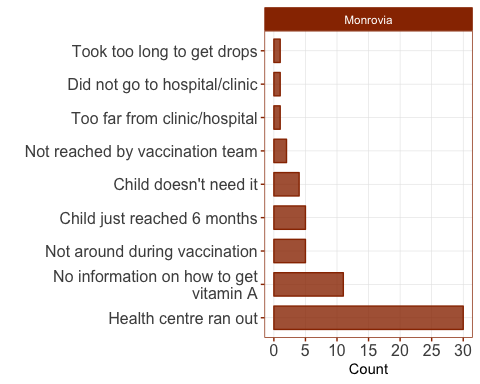 Monrovia
Took too long to get drops
Did not go to hospital/clinic
Too far from clinic/hospital
Not reached by vaccination team
Child doesn't need it
Child just reached 6 months
Not around during vaccination
No information on how to get
vitamin A
Health centre ran out
0 5 10 15 20 25 30
Count